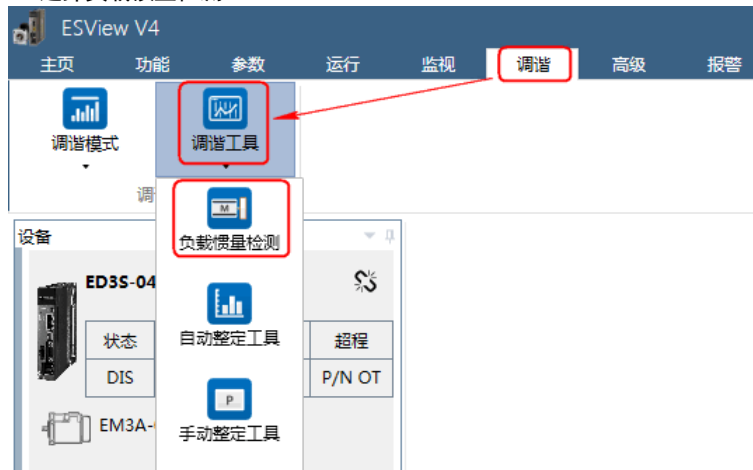 ESView V4
主页 功能 参数 运行 监视 调谐 高级 报警
调谐模式 调谐工具
调
M
负载惯量检测
设备
ED3S-04
自动整定工具
状态 超程
DIS P/N OT
P
EM3A-
手动整定工具